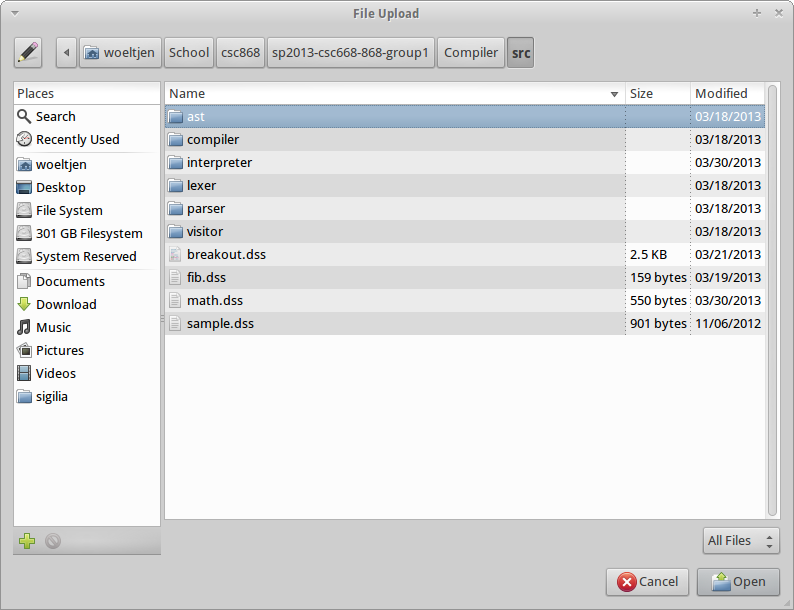 File Upload
woeltjen School csc868 sp2013-csc668-868-group1 Compiler src
Places
Search
Recently Used
woeltjen
Desktop
File System
301 GB Filesystem
System Reserved
Documents
Download
Music
Pictures
Videos
sigilia
Name Size Modified
ast 03/18/2013
compiler 03/18/2013
interpreter 03/30/2013
lexer 03/18/2013
parser 03/18/2013
visitor 03/18/2013
breakout.dss 2.5 KB 03/21/2013
fib.dss 159 bytes 03/19/2013
math.dss 550 bytes 03/30/2013
sample.dss 901 bytes 11/06/2012
All Files
Cancel Open